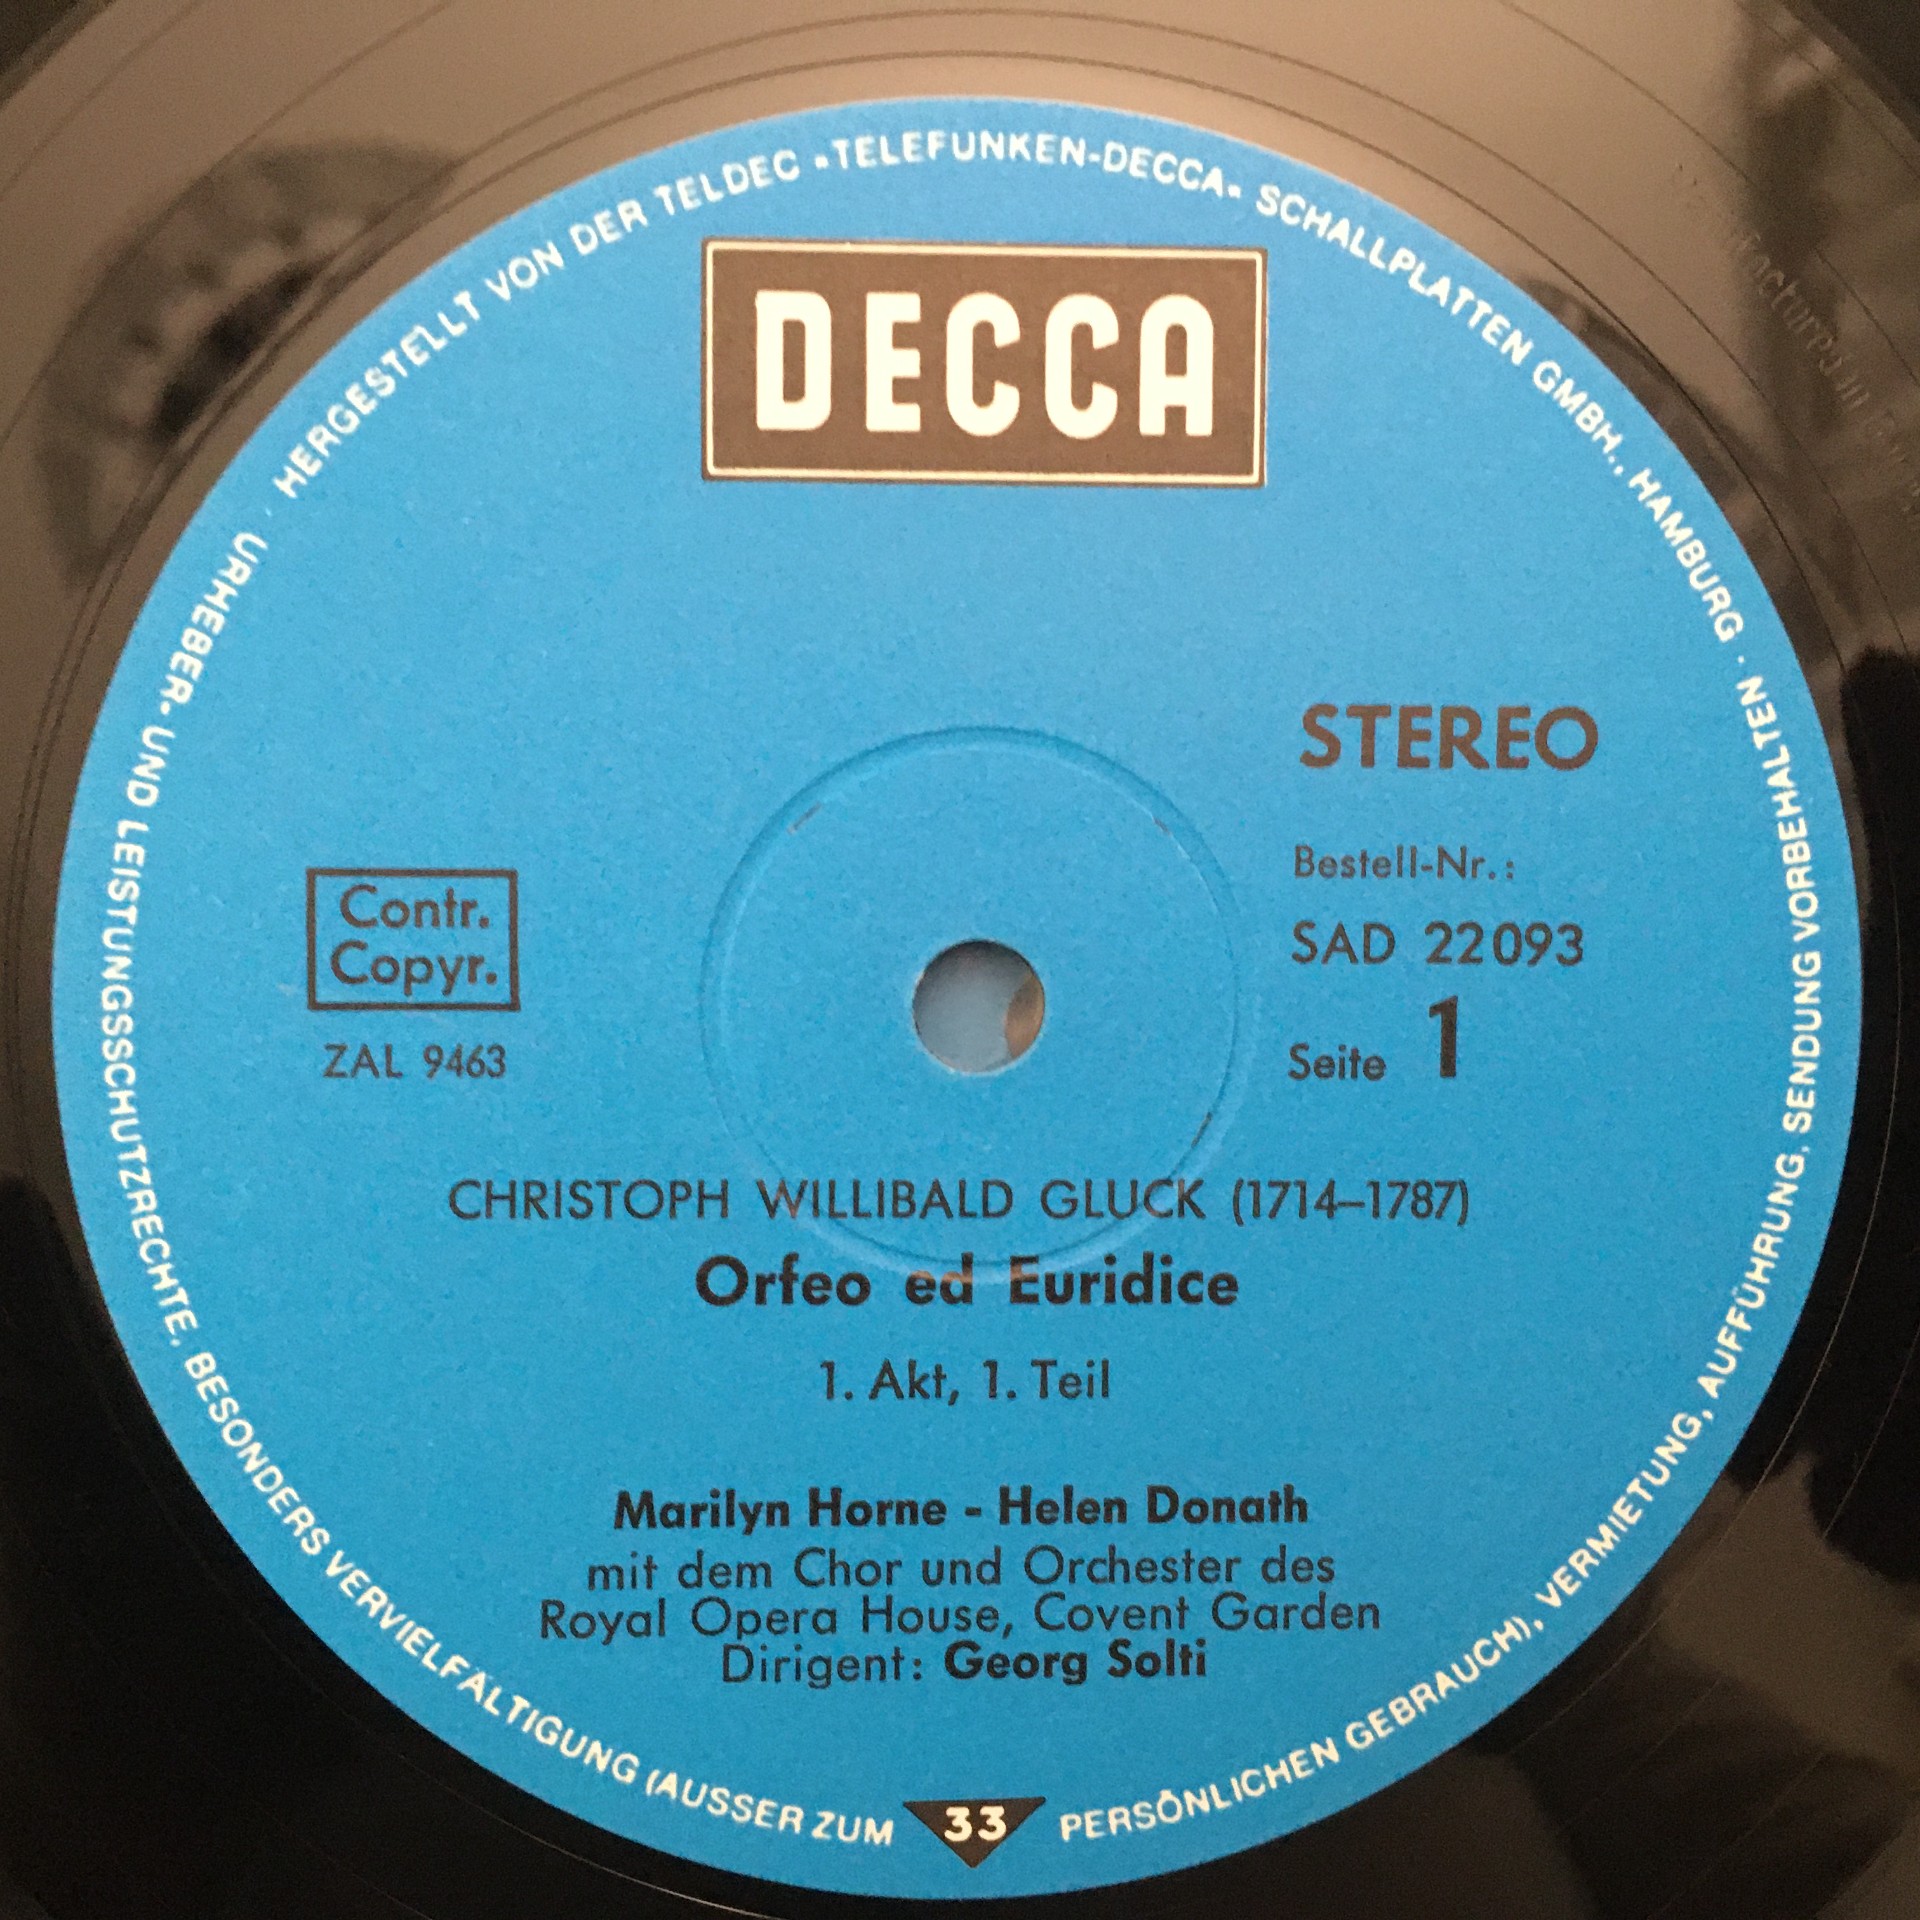 HERGESTELLT VON DER TELDEC »TELEFUNKEN-DECCA« SCHALLPLATTEN GMBH., HAMBURG ·
URHEBER- UND LEISTUNGSSCHUTZRECHTE, BESONDERS VERVIELFÄLTIGUNG (AUSSER ZUM PERSÖNLICHEN GEBRAUCH), VERMIETUNG, AUFFÜHRUNG, SENDUNG VORBEHALTEN ·
DECCA
STEREO
Bestell-Nr.:
SAD 22093
Seite 1
Contr.
Copyr.
ZAL 9463
CHRISTOPH WILLIBALD GLUCK (1714–1787)
Orfeo ed Euridice
1. Akt, 1. Teil
Marilyn Horne - Helen Donath
mit dem Chor und Orchester des
Royal Opera House, Covent Garden
Dirigent: Georg Solti
33